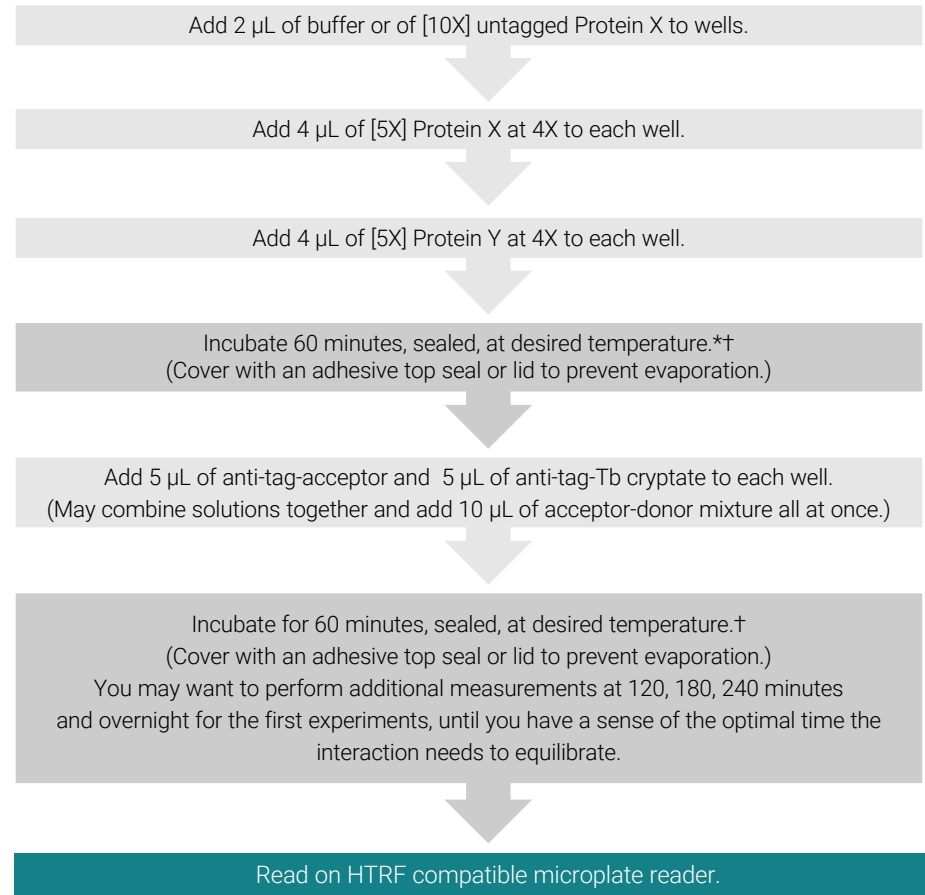 Add 2 µL of buffer or of [10X] untagged Protein X to wells.
Add 4 µL of [5X] Protein X at 4X to each well.
Add 4 µL of [5X] Protein Y at 4X to each well.
Incubate 60 minutes, sealed, at desired temperature.*†
(Cover with an adhesive top seal or lid to prevent evaporation.)
Add 5 µL of anti-tag-acceptor and 5 µL of anti-tag-Tb cryptate to each well.
(May combine solutions together and add 10 µL of acceptor-donor mixture all at once.)
Incubate for 60 minutes, sealed, at desired temperature.†
(Cover with an adhesive top seal or lid to prevent evaporation.)
You may want to perform additional measurements at 120, 180, 240 minutes
and overnight for the first experiments, until you have a sense of the optimal time the
interaction needs to equilibrate.
Read on HTRF compatible microplate reader.